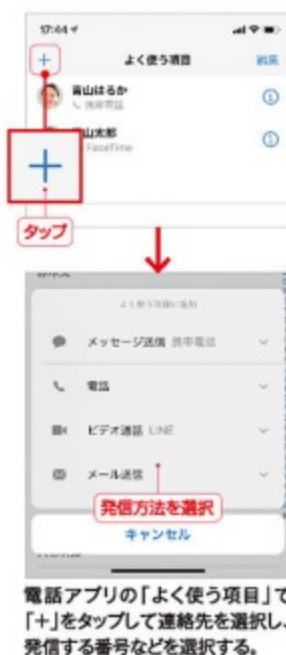 17:44
よく使う項目
編集
青山はるか
携帯電話
山太郎
FaceTime
タップ
よく使う項目に追加
メッセージ送信 携帯電話
電話
ビデオ通話 LINE
メール送信
発信方法を選択
キャンセル
電話アプリの「よく使う項目」で
「+」をタップして連絡先を選択し、
発信する番号などを選択する。